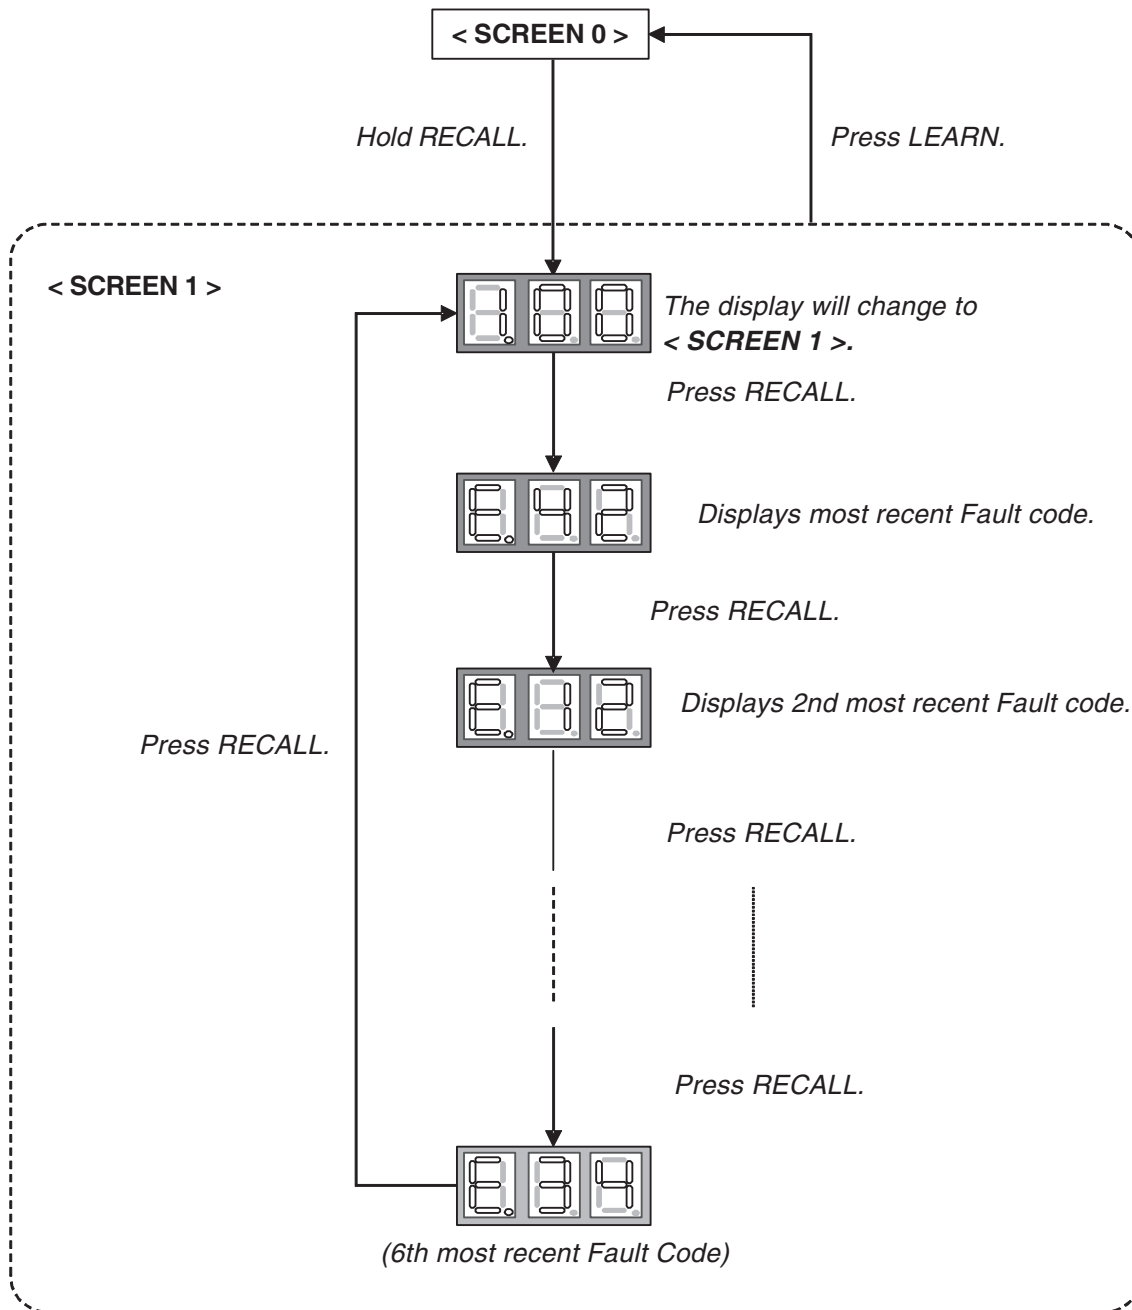 < SCREEN 0 >
Hold RECALL.
Press LEARN.
< SCREEN 1 >
1.00
The display will change to
< SCREEN 1 >.
Press RECALL.
E.42
Displays most recent Fault code.
Press RECALL.
E.12
Displays 2nd most recent Fault code.
Press RECALL.
Press RECALL.
Press RECALL.
E.34
(6th most recent Fault Code)